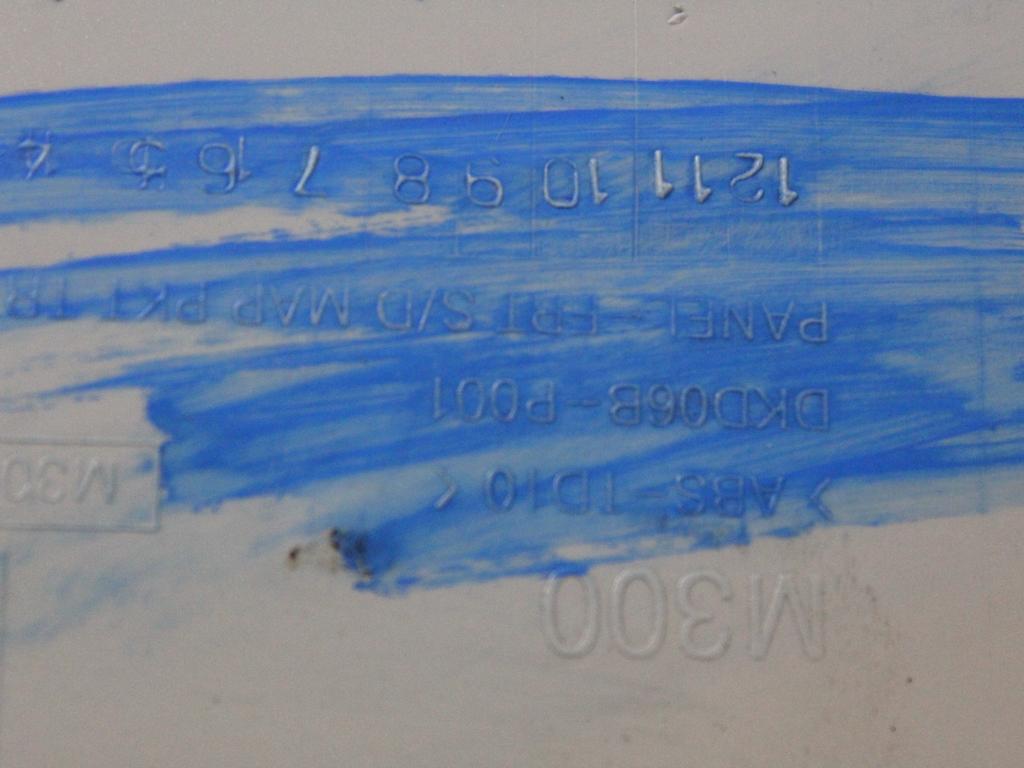 M300
>ABS-TD10<
DKD06B-P001
PANEL-FRT S/D MAP PKT
12 11 10 9 8 7 6 5 4